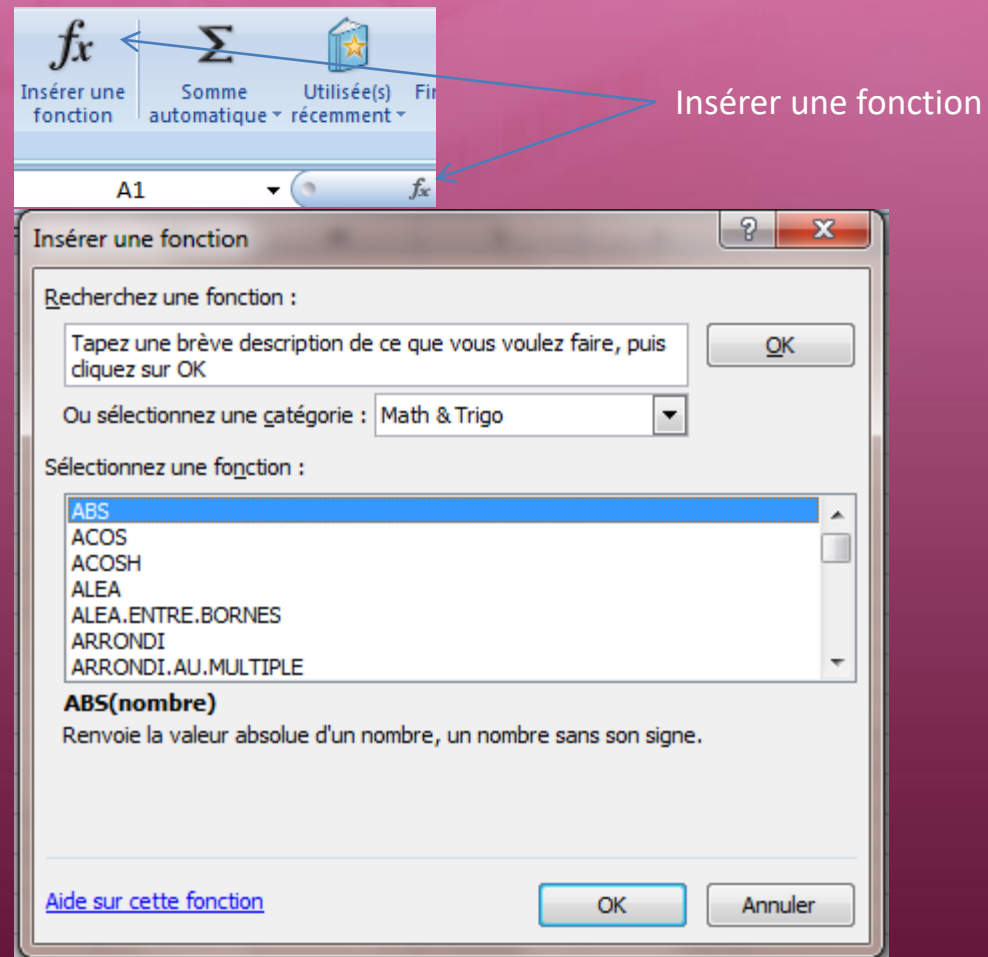 fx Σ
Insérer une fonction
Somme automatique
Utilisée(s) récemment
Fir
Insérer une fonction
A1
fx
Insérer une fonction
?
x
Recherchez une fonction :
Tapez une brève description de ce que vous voulez faire, puis
cliquez sur OK
OK
Ou sélectionnez une catégorie : Math & Trigo
Sélectionnez une fonction :
ABS
ACOS
ACOSH
ALEA
ALEA.ENTRE.BORNES
ARRONDI
ARRONDI.AU.MULTIPLE
ABS(nombre)
Renvoie la valeur absolue d'un nombre, un nombre sans son signe.
Aide sur cette fonction
OK
Annuler